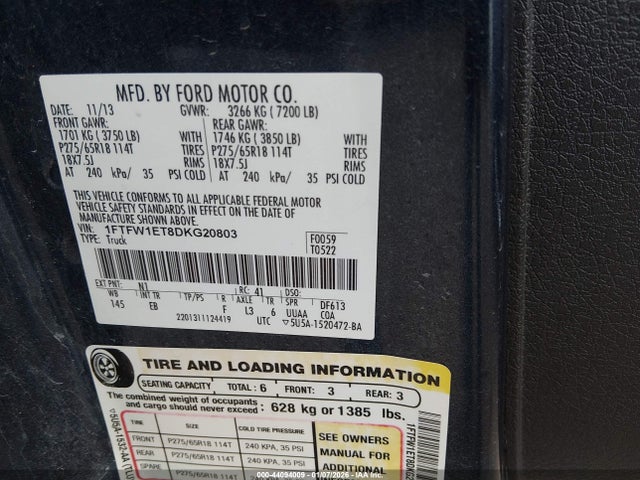 MFD. BY FORD MOTOR CO.
DATE: 11/13 GVWR: 3266 KG ( 7200 LB)
FRONT GAWR: REAR GAWR:
1701 KG ( 3750 LB) WITH 1746 KG ( 3850 LB) WITH
P275/65R18 114T TIRES P275/65R18 114T TIRES
18X7.5J RIMS 18X7.5J RIMS
AT 240 kPa/ 35 PSI COLD AT 240 kPa/ 35 PSI COLD
THIS VEHICLE CONFORMS TO ALL APPLICABLE FEDERAL MOTOR
VEHICLE SAFETY STANDARDS IN EFFECT ON THE DATE OF
MANUFACTURE SHOWN ABOVE.
VIN: 1FTFW1ET8DKG20803 F0059
TYPE: Truck T0522
EXT PNT: N1 RC: 41 DSO:
WB INT TR TP/PS R AXLE TR SPR DF613
145 EB F L3 6 UUAA COA
2201311124419 UTC ▽5U5A-1520472-BA
TIRE AND LOADING INFORMATION
SEATING CAPACITY TOTAL : 6 FRONT: 3 REAR: 3
The combined weight of occupants
and cargo should never exceed : 628 kg or 1385 lbs.
TIRE SIZE COLD TIRE PRESSURE
FRONT P275/65R18 114T 240 KPA, 35 PSI
REAR P275/65R18 114T 240 KPA, 35 PSI
SPARE P275/65R18 114T 240 KPA, 35 PSI
SEE OWNERS
MANUAL FOR
ADDITIONAL
▽5U5A-1532-AA
1FTFW1ET8DKG2
000-44094009 - 01/07/2026 - IAAI